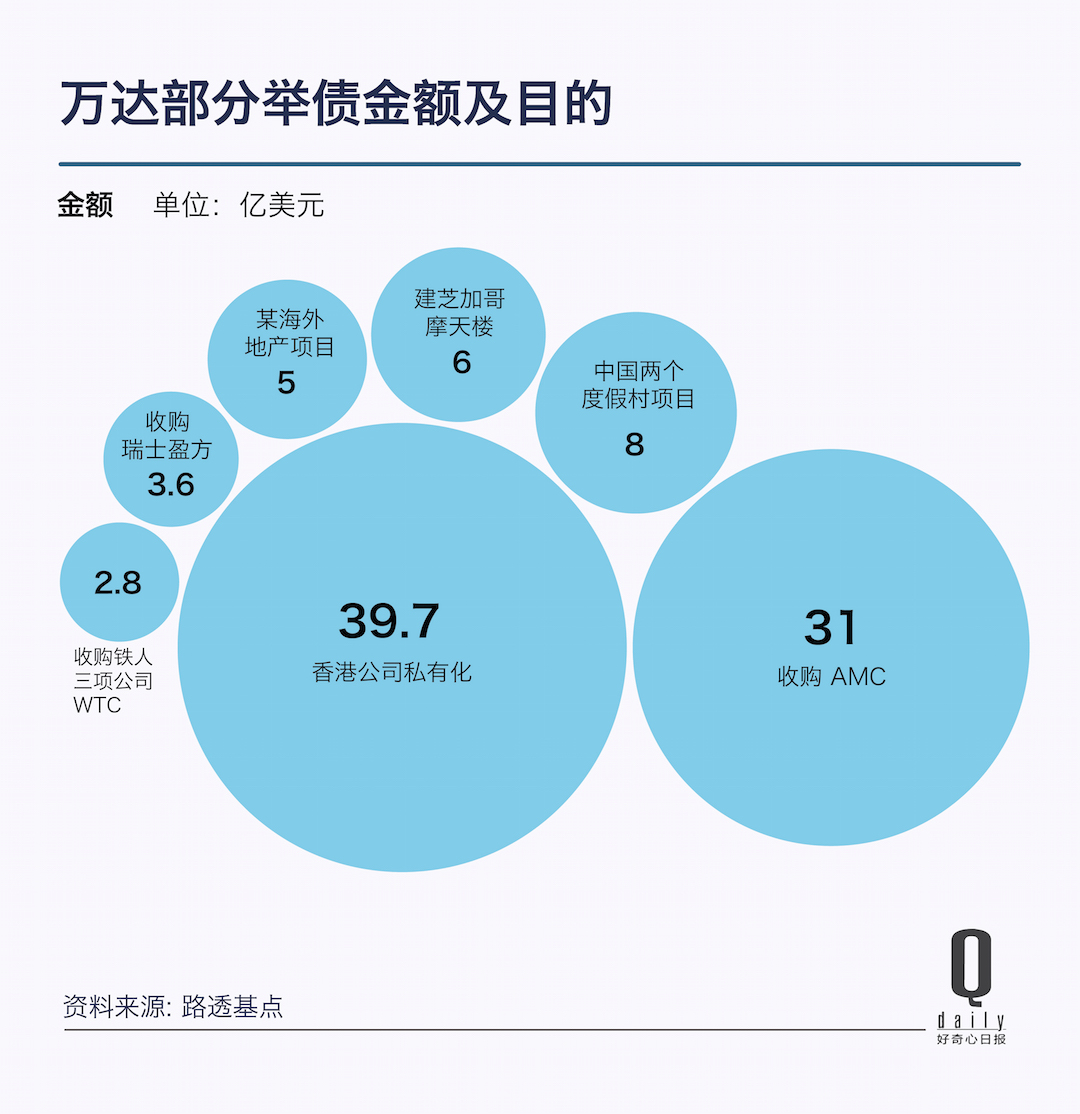 万达部分举债金额及目的
金额 单位：亿美元
建芝加哥
摩天楼
6
某海外
地产项目
5
中国两个
度假村项目
8
收购
瑞士盈方
3.6
2.8
收购铁人
三项公司
WTC
39.7
香港公司私有化
31
收购 AMC
资料来源: 路透基点
Q
daily
好奇心日报